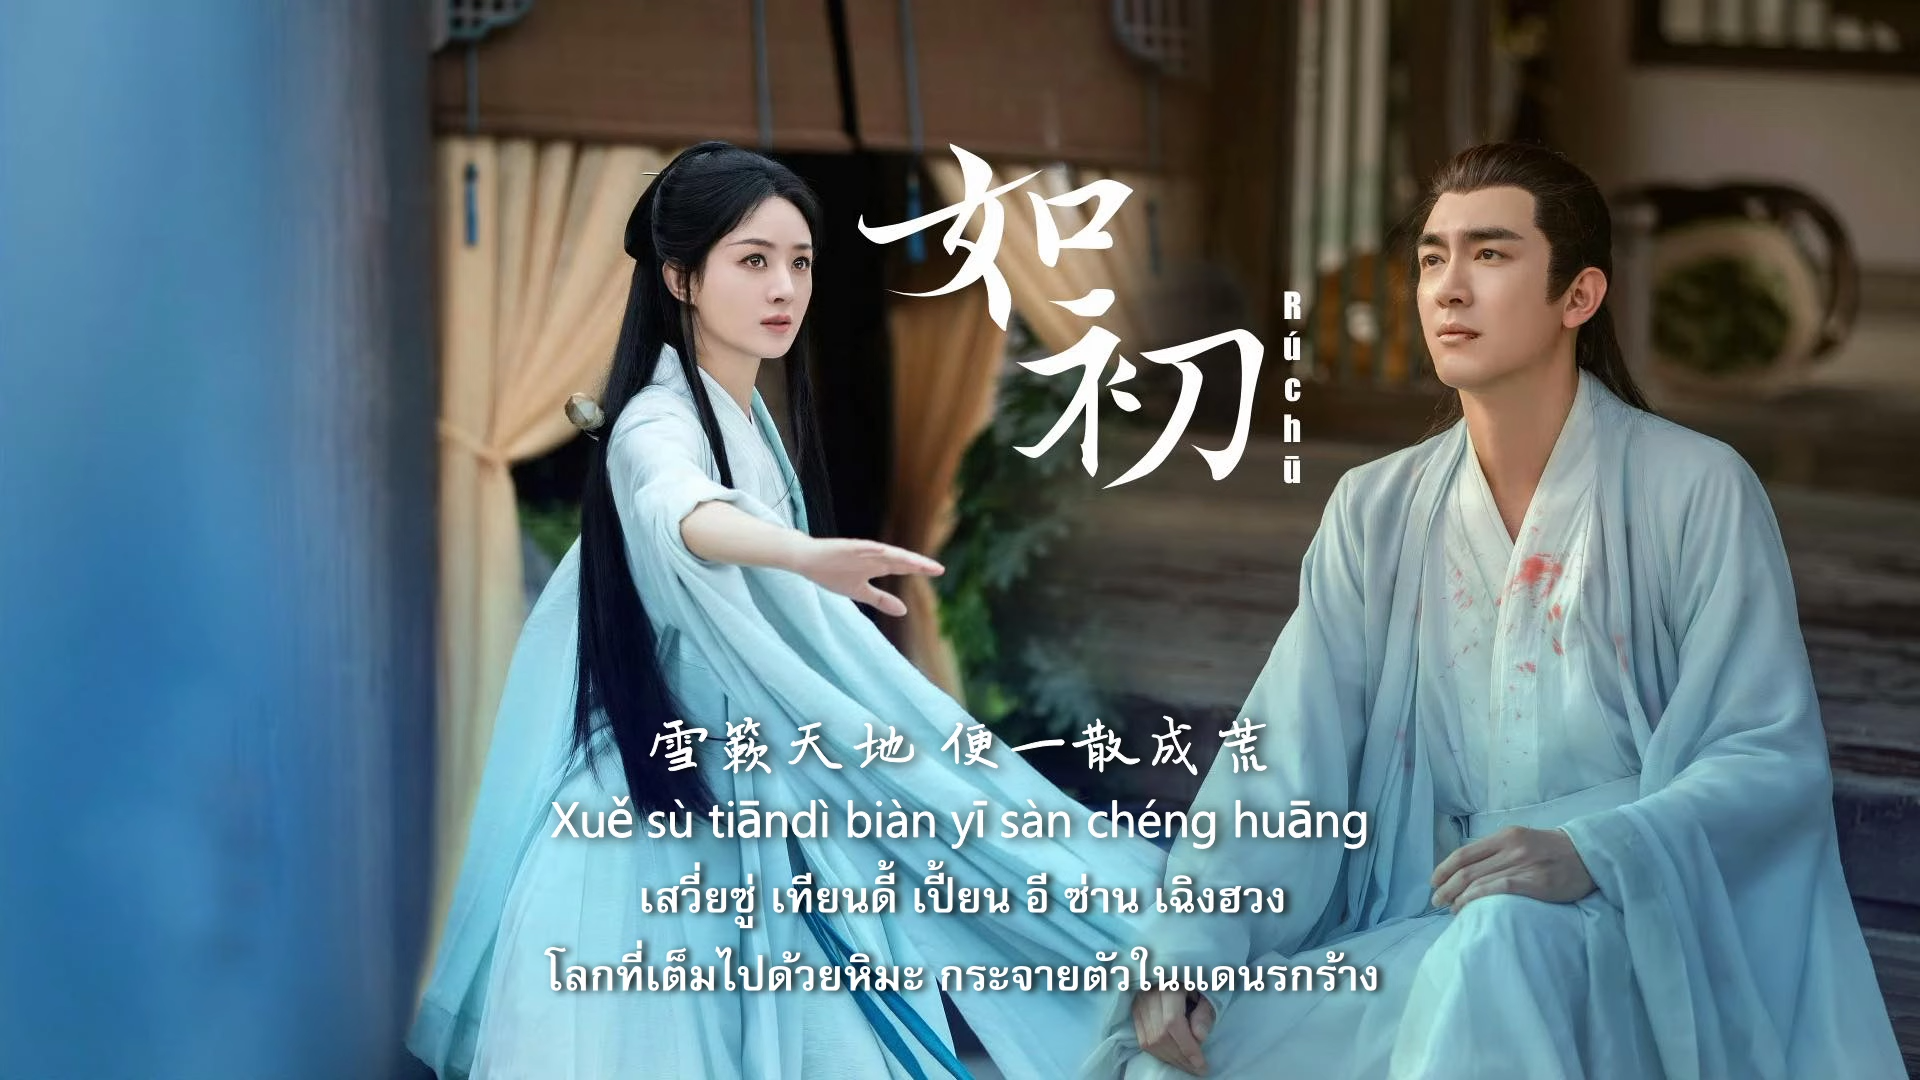 如初
Rúchū
雪簌天地 便一散成荒
Xuě sù tiāndì biàn yī sàn chéng huāng
เสวี่ยซู่ เทียนดี้ เปี้ยน อี ซ่าน เฉิงฮวง
โลกที่เต็มไปด้วยหิมะ กระจายตัวในแดนรกร้าง